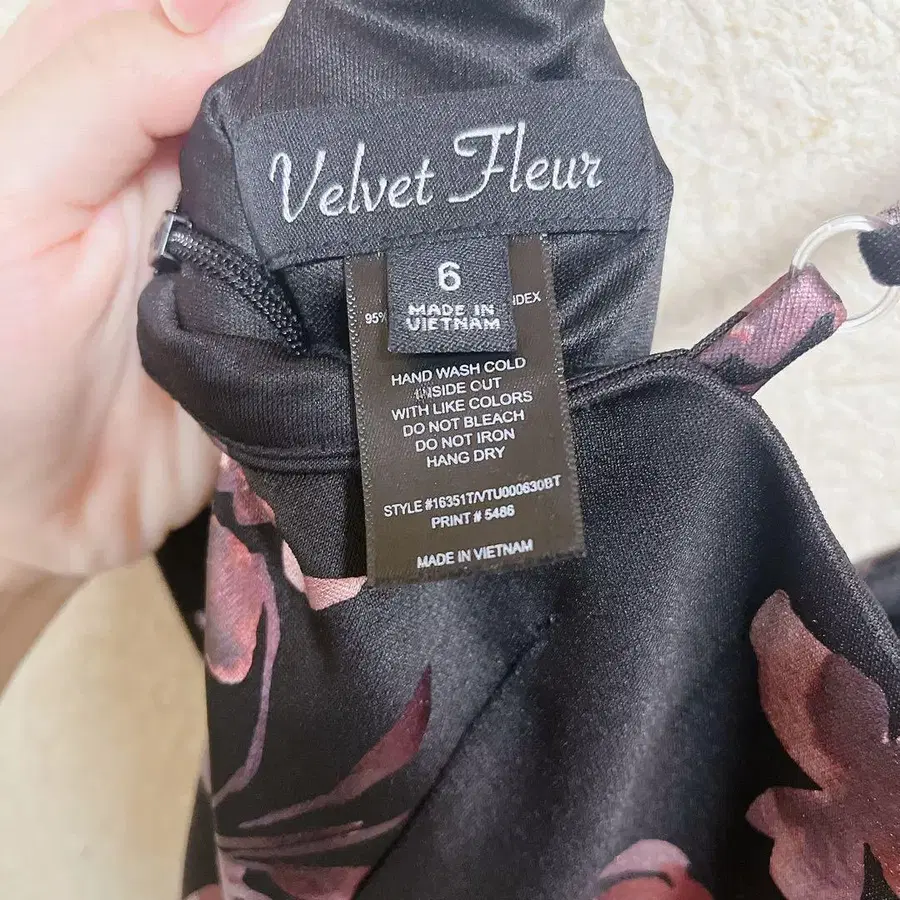 Velvet Fleur
6
MADE IN
VIETNAM
95%
HAND WASH COLD
INSIDE OUT
WITH LIKE COLORS
DO NOT BLEACH
DO NOT IRON
HANG DRY
STYLE #16351T/VTU000630BT
PRINT # 5486
MADE IN VIETNAM